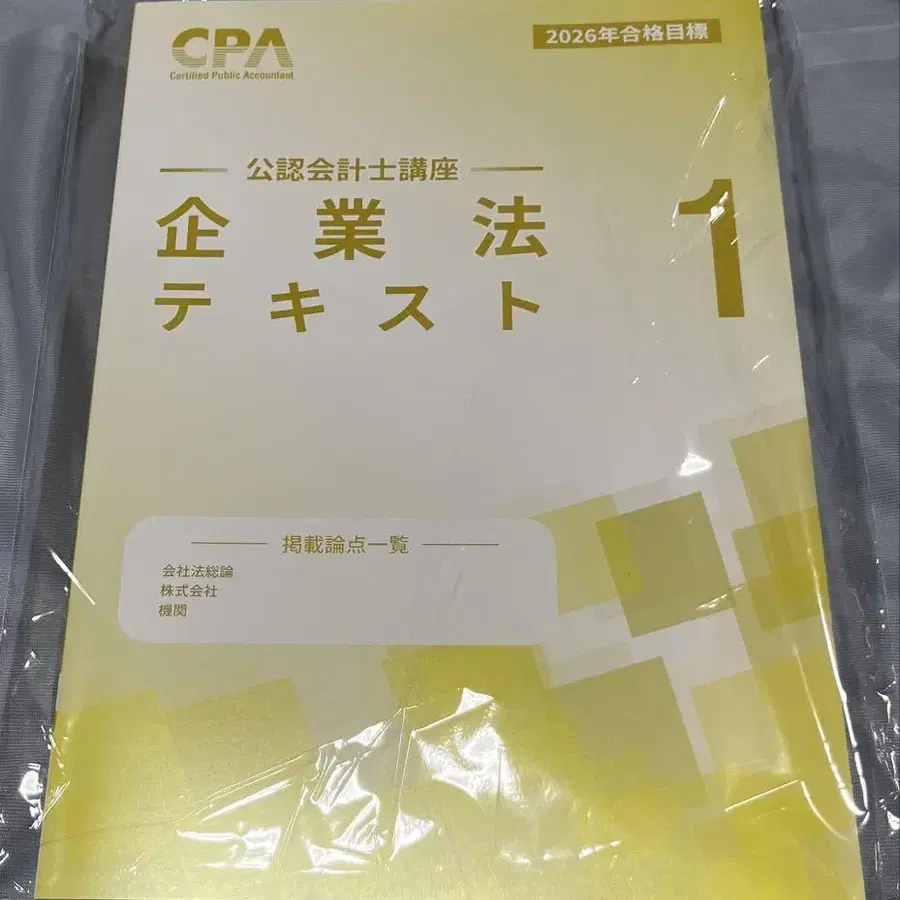 CPA
Certified Public Accountant
2026年合格目標
公認会計士講座
企業法
テキスト
1
掲載論点一覧
会社法総論
株式会社
機関